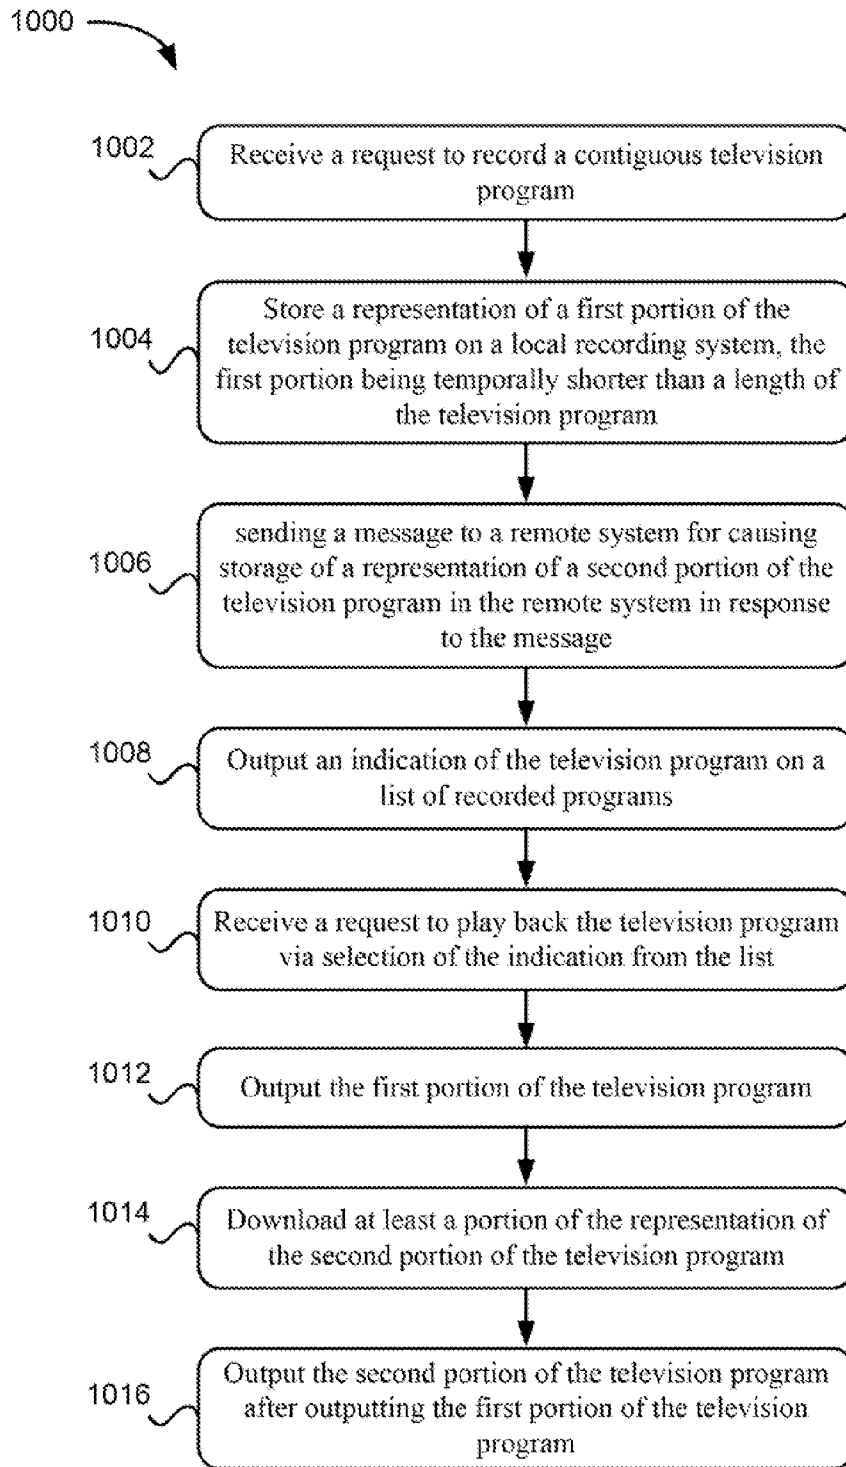 1000
1002
Receive a request to record a contiguous television
program
1004
Store a representation of a first portion of the
television program on a local recording system, the
first portion being temporally shorter than a length of
the television program
1006
sending a message to a remote system for causing
storage of a representation of a second portion of the
television program in the remote system in response
to the message
1008
Output an indication of the television program on a
list of recorded programs
1010
Receive a request to play back the television program
via selection of the indication from the list
1012
Output the first portion of the television program
1014
Download at least a portion of the representation of
the second portion of the television program
1016
Output the second portion of the television program
after outputting the first portion of the television
program